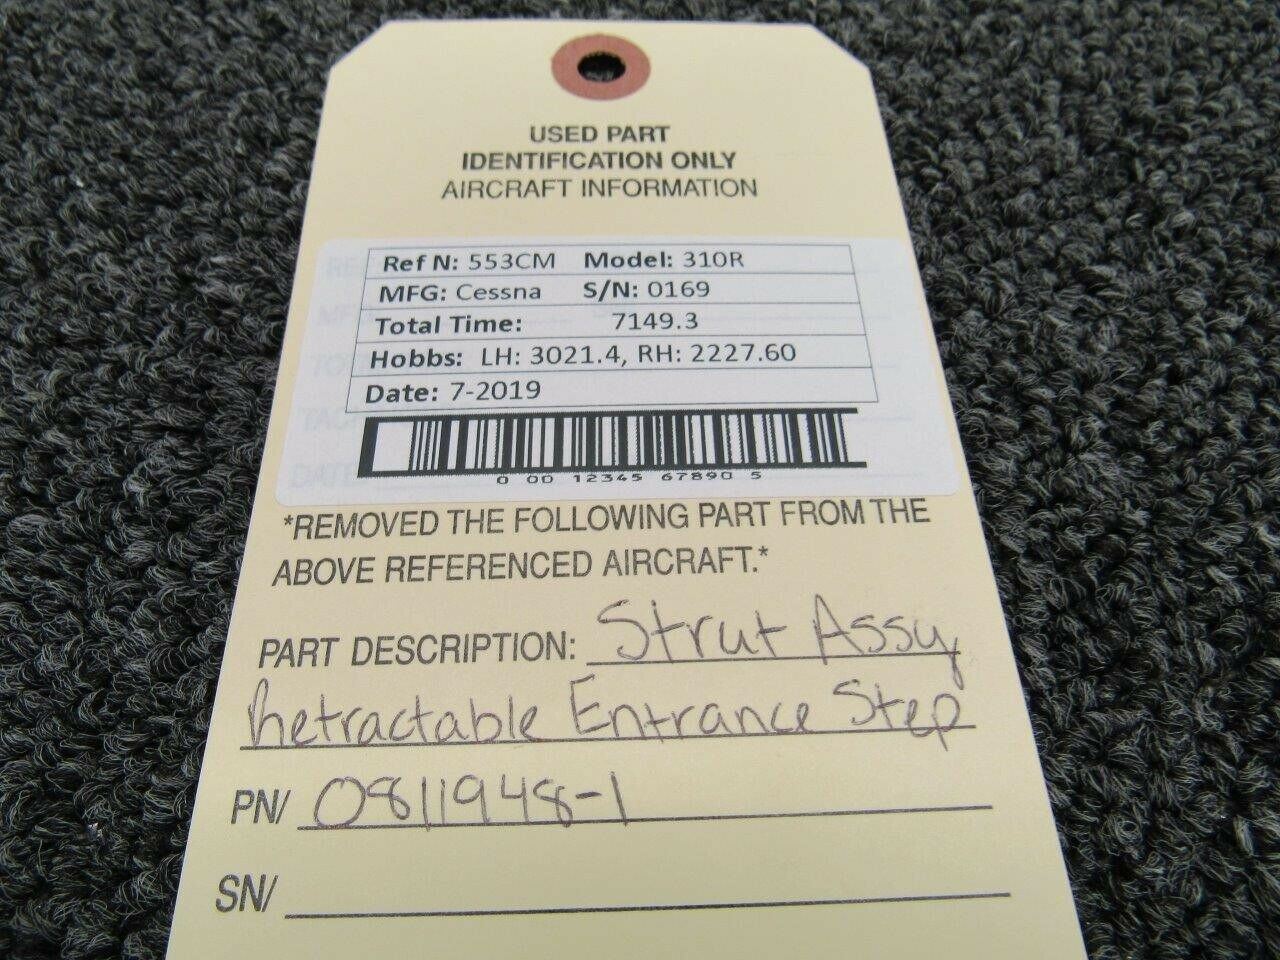 USED PART
IDENTIFICATION ONLY
AIRCRAFT INFORMATION
Ref N: 553CM Model: 310R
MFG: Cessna S/N: 0169
Total Time: 7149.3
Hobbs: LH: 3021.4, RH: 2227.60
Date: 7-2019
0 00 12345 67890 5
*REMOVED THE FOLLOWING PART FROM THE
ABOVE REFERENCED AIRCRAFT.*
PART DESCRIPTION: Strut Assy
Retractable Entrance Step
PN/ 0811948-1
SN/